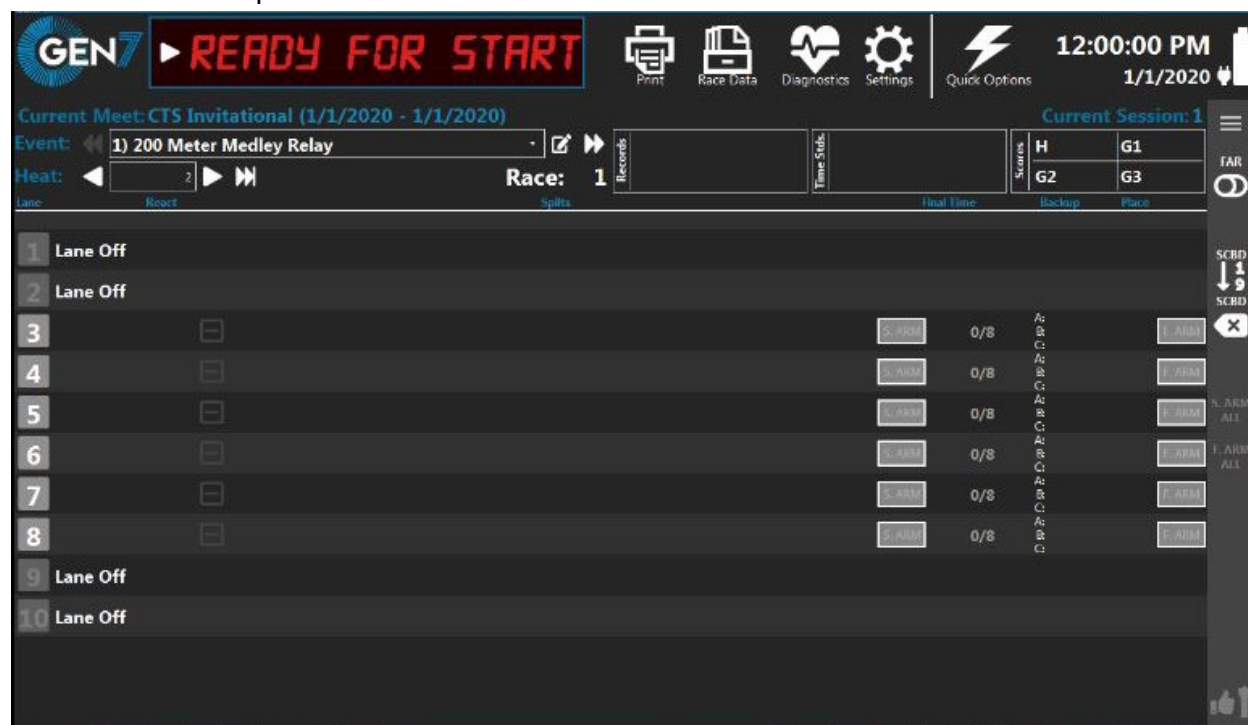 GEN7 READY FOR START
Print Race Data Diagnostics Settings Quick Options
12:00:00 PM
1/1/2020
Current Meet: CTS Invitational (1/1/2020 - 1/1/2020) Current Session: 1
Event: 1) 200 Meter Medley Relay
Records Time Stds. Scores H G1
Heat: 2 Race: 1 G2 G3
FAR
Lane React Splits Final Time Backup Place
1 Lane Off
SCBD
1
9
SCBD
2 Lane Off
3 S. ARM 0/8 A: B: C: F. ARM
4 S. ARM 0/8 A: B: C: F. ARM
5 S. ARM 0/8 A: B: C: F. ARM
S. ARM
ALL
6 S. ARM 0/8 A: B: C: F. ARM
F. ARM
ALL
7 S. ARM 0/8 A: B: C: F. ARM
8 S. ARM 0/8 A: B: C: F. ARM
9 Lane Off
10 Lane Off